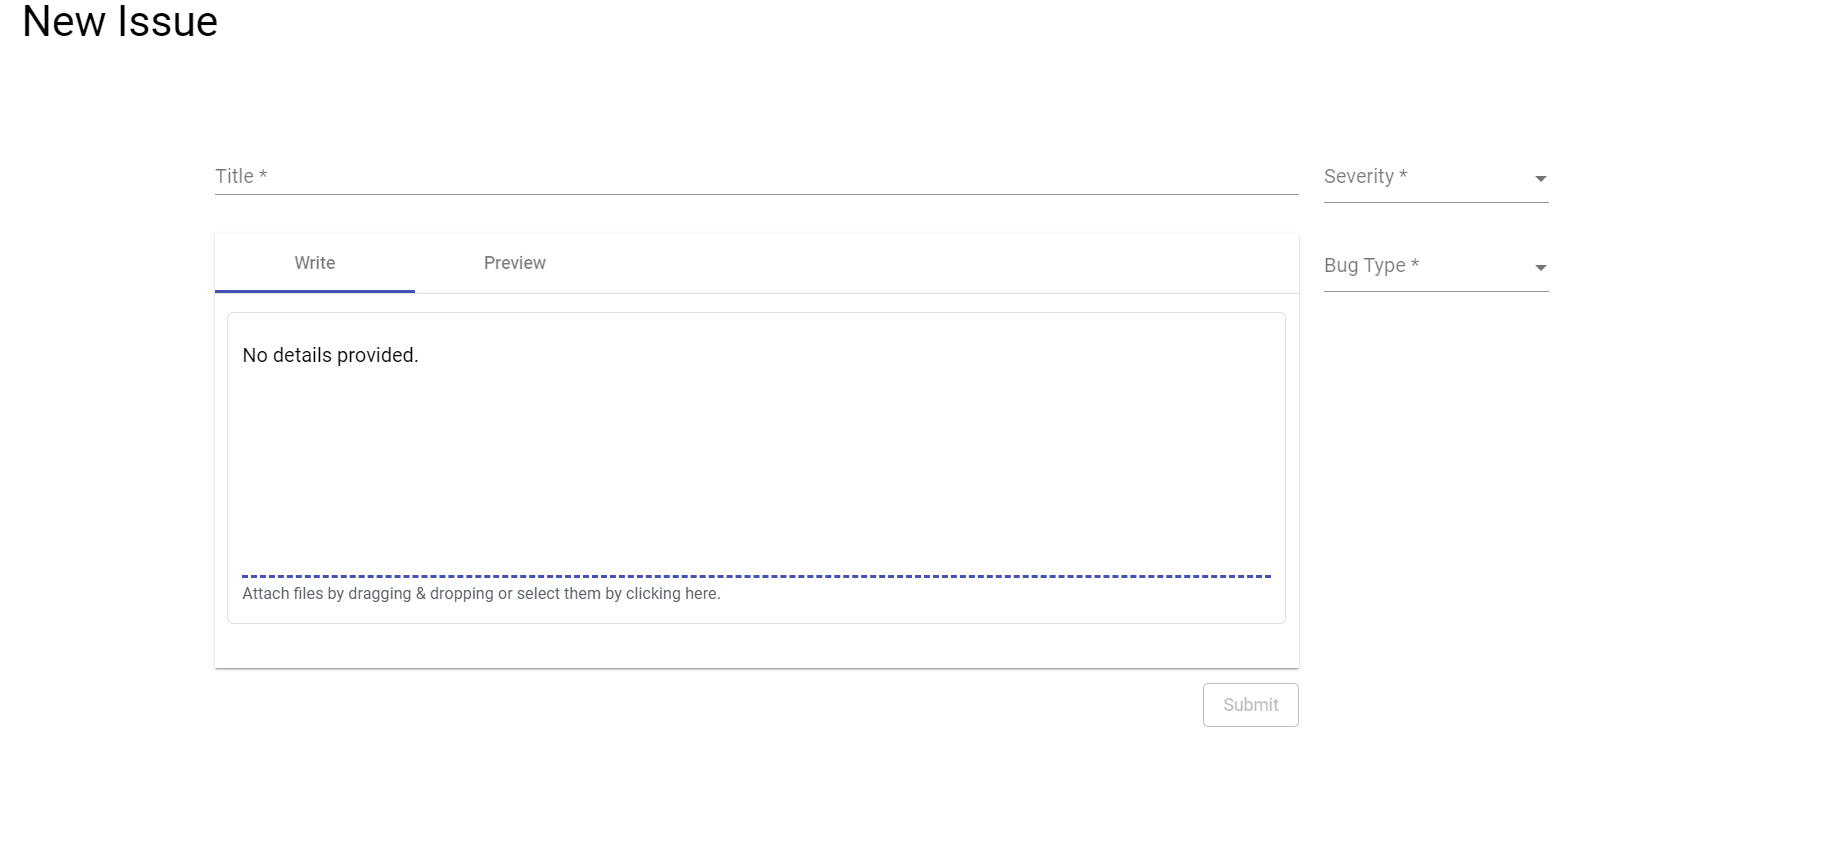 New Issue
Title *
Severity *
Write
Preview
Bug Type *
No details provided.
Attach files by dragging & dropping or select them by clicking here.
Submit